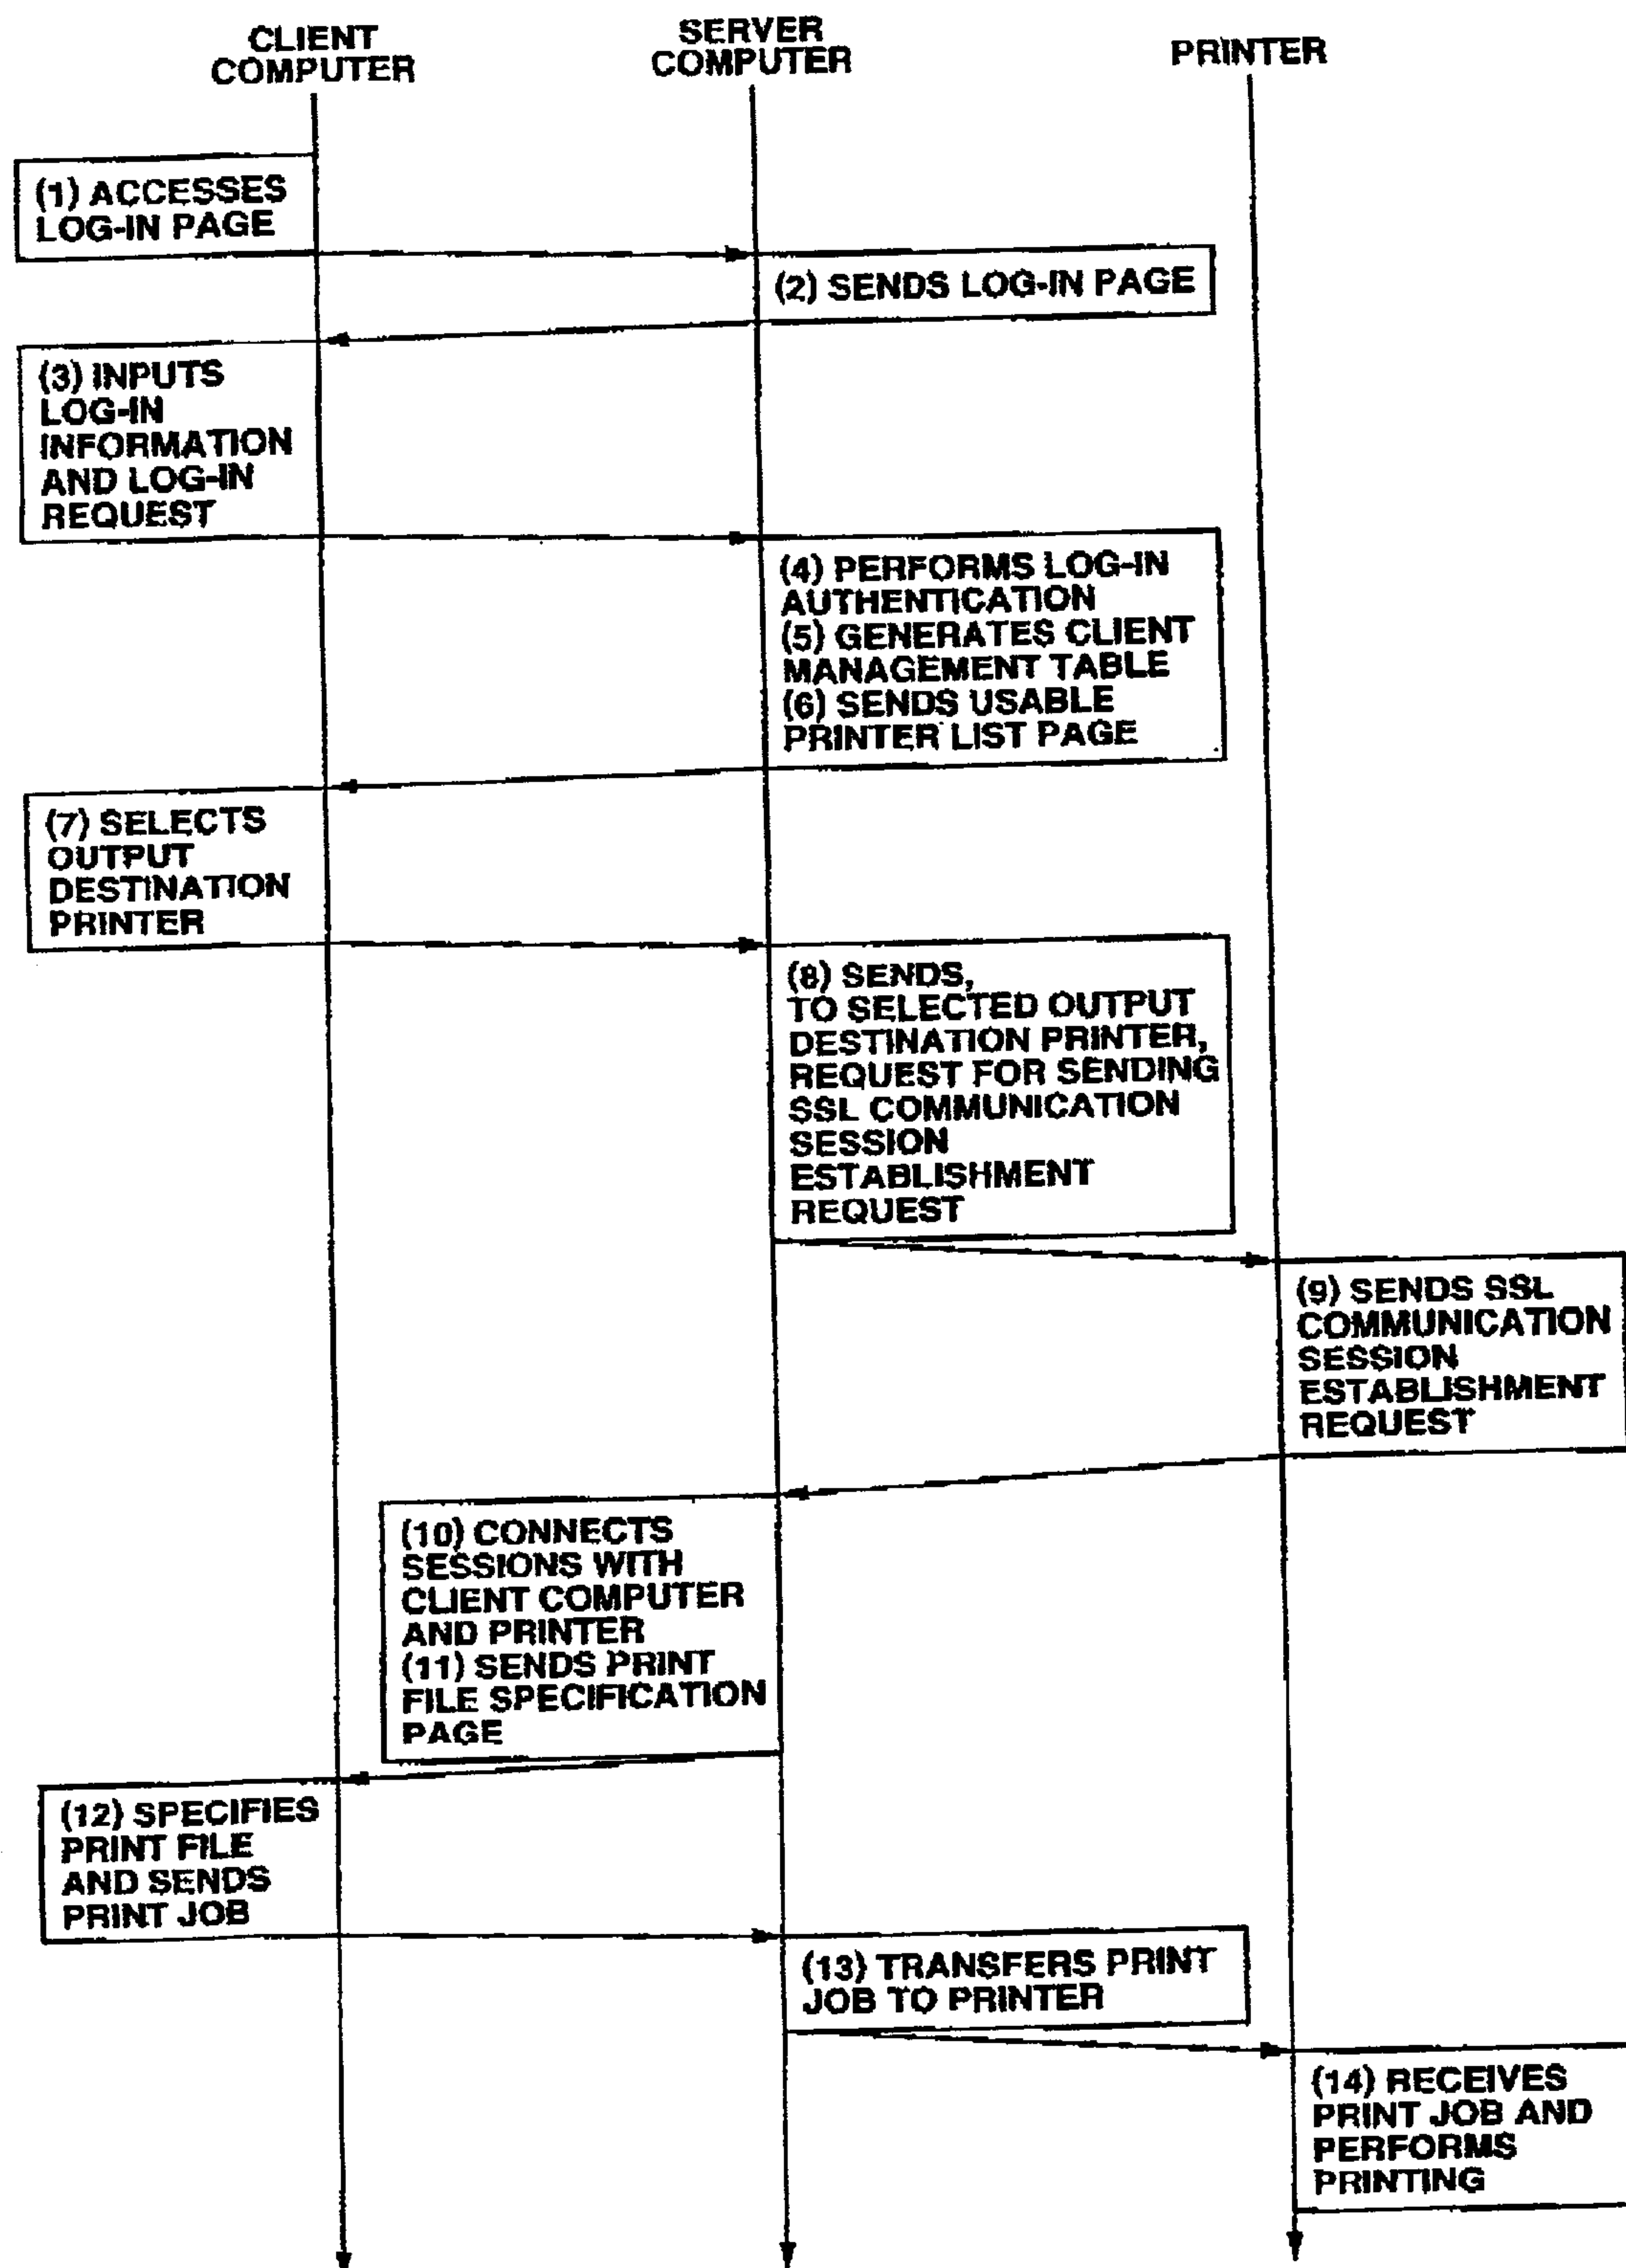 CLIENT
COMPUTER
SERVER
COMPUTER
PRINTER
(1) ACCESSES
LOG-IN PAGE
(2) SENDS LOG-IN PAGE
(3) INPUTS
LOG-IN
INFORMATION
AND LOG-IN
REQUEST
(4) PERFORMS LOG-IN
AUTHENTICATION
(5) GENERATES CLIENT
MANAGEMENT TABLE
(6) SENDS USABLE
PRINTER LIST PAGE
(7) SELECTS
OUTPUT
DESTINATION
PRINTER
(8) SENDS,
TO SELECTED OUTPUT
DESTINATION PRINTER,
REQUEST FOR SENDING
SSL COMMUNICATION
SESSION
ESTABLISHMENT
REQUEST
(9) SENDS SSL
COMMUNICATION
SESSION
ESTABLISHMENT
REQUEST
(10) CONNECTS
SESSIONS WITH
CLIENT COMPUTER
AND PRINTER
(11) SENDS PRINT
FILE SPECIFICATION
PAGE
(12) SPECIFIES
PRINT FILE
AND SENDS
PRINT JOB
(13) TRANSFERS PRINT
JOB TO PRINTER
(14) RECEIVES
PRINT JOB AND
PERFORMS
PRINTING